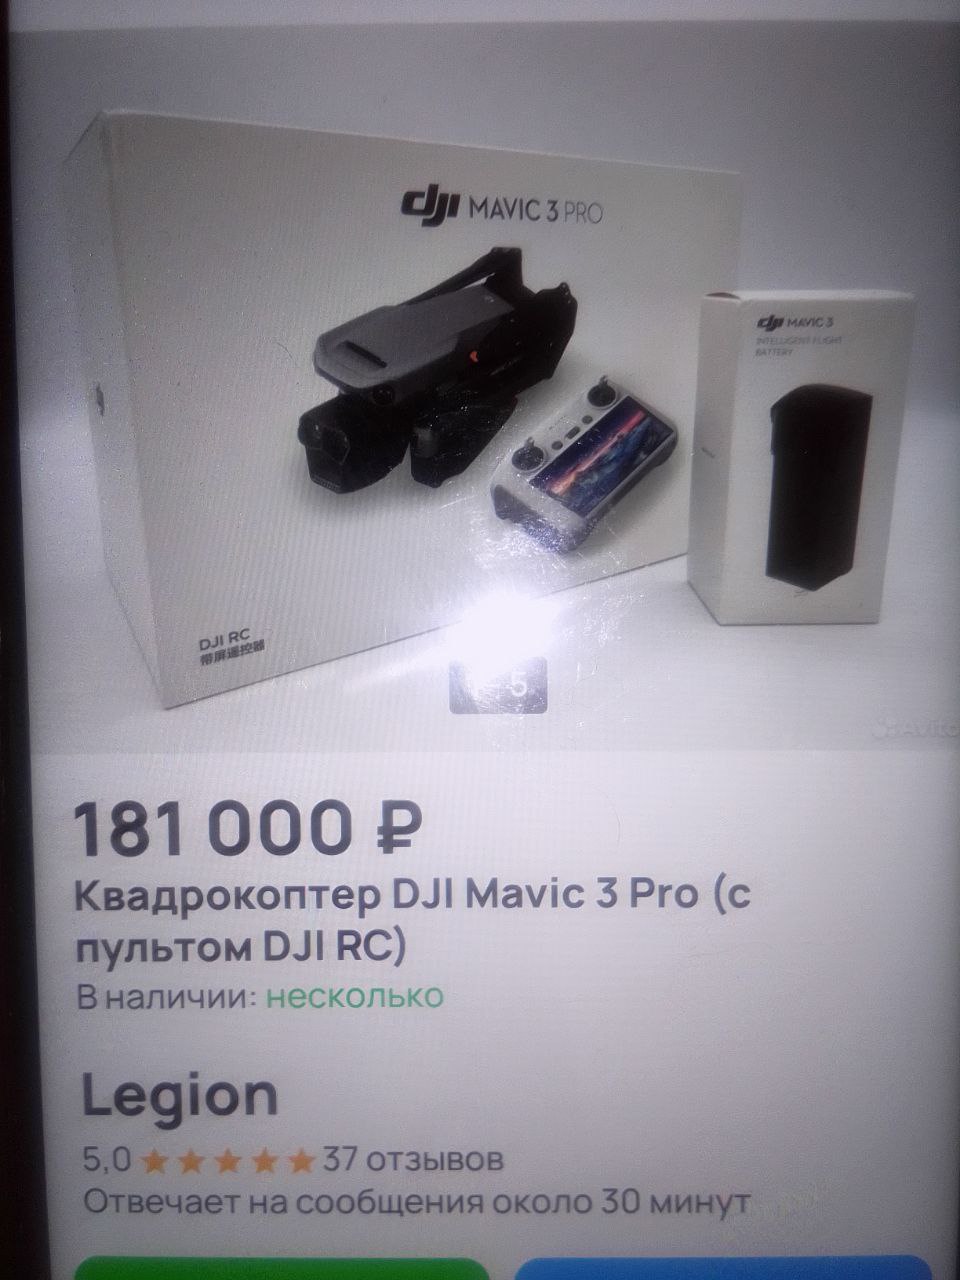 dji MAVIC 3 PRO
dji MAVIC 3
INTELLIGENT FLIGHT
BATTERY
DJI RC
带屏遥控器
5
Avito
181 000 ₽
Квадрокоптер DJI Mavic 3 Pro (с
пультом DJI RC)
В наличии: несколько
Legion
5,0 37 отзывов
Отвечает на сообщения около 30 минут